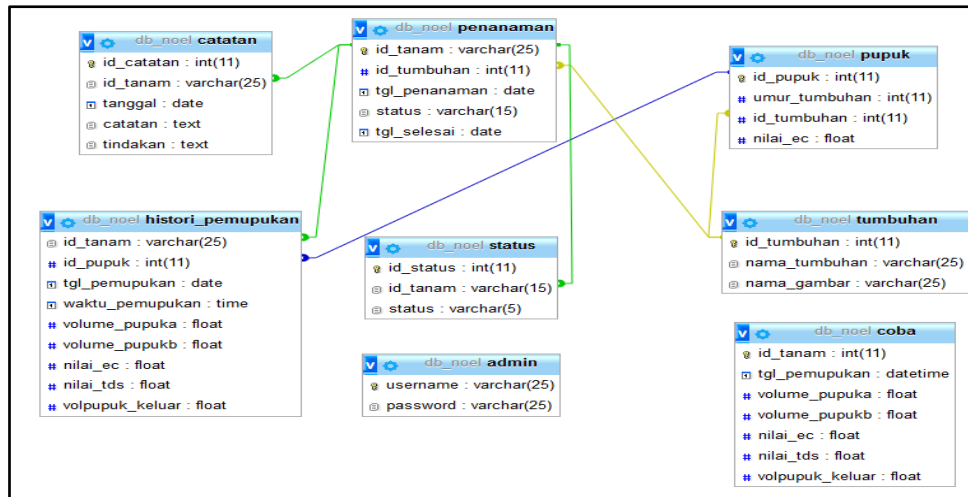 db_noel catatan
id_catatan : int(11)
id_tanam : varchar(25)
tanggal : date
catatan : text
tindakan : text
db_noel penanaman
id_tanam : varchar(25)
id_tumbuhan : int(11)
tgl_penanaman : date
status : varchar(15)
tgl_selesai : date
db_noel pupuk
id_pupuk : int(11)
umur_tumbuhan : int(11)
id_tumbuhan : int(11)
nilai_ec : float
db_noel histori_pemupukan
id_tanam : varchar(25)
id_pupuk : int(11)
tgl_pemupukan : date
waktu_pemupukan : time
volume_pupuka : float
volume_pupukb : float
nilai_ec : float
nilai_tds : float
volpupuk_keluar : float
db_noel status
id_status : int(11)
id_tanam : varchar(15)
status : varchar(5)
db_noel tumbuhan
id_tumbuhan : int(11)
nama_tumbuhan : varchar(25)
nama_gambar : varchar(25)
db_noel admin
username : varchar(25)
password : varchar(25)
db_noel coba
id_tanam : int(11)
tgl_pemupukan : datetime
volume_pupuka : float
volume_pupukb : float
nilai_ec : float
nilai_tds : float
volpupuk_keluar : float